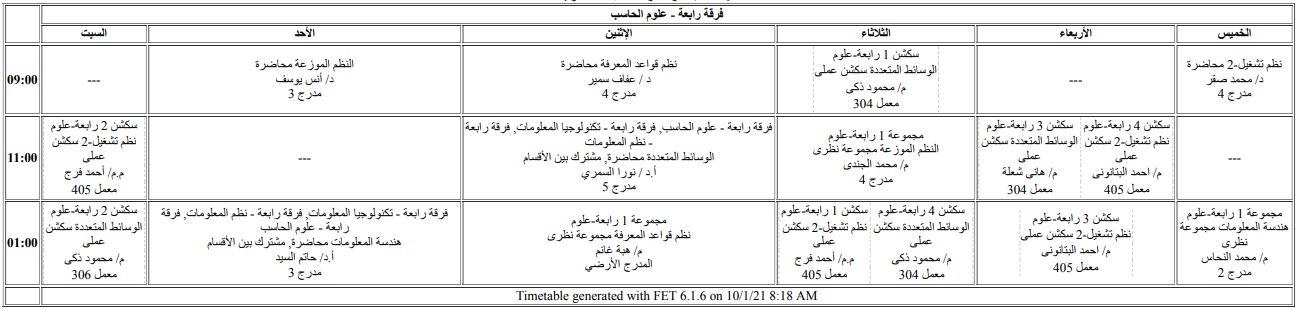 فرقة رابعة - علوم الحاسب
السبت
الأحد
الإثنين
الثلاثاء
الأربعاء
الخميس
09:00
---
النظم الموزعة محاضرة
د/ أنس يوسف
مدرج 3
نظم قواعد المعرفة محاضرة
د / عفاف سمير
مدرج 4
سكشن 1 رابعة-علوم
الوسائط المتعددة سكشن عملى
م/ محمود ذكى
معمل 304
---
نظم تشغيل-2 محاضرة
د/ محمد صقر
مدرج 4
11:00
سكشن 2 رابعة-علوم
نظم تشغيل-2 سكشن
عملى
م.م/ أحمد فرج
معمل 405
---
فرقة رابعة - علوم الحاسب, فرقة رابعة - تكنولوجيا المعلومات, فرقة رابعة
- نظم المعلومات
الوسائط المتعددة محاضرة, مشترك بين الأقسام
أ.د / نورا السمري
مدرج 5
مجموعة 1 رابعة-علوم
النظم الموزعة مجموعة نظرى
م/ محمد الجندى
مدرج 4
سكشن 3 رابعة-علوم
الوسائط المتعددة سكشن
عملى
م/ هانى شعلة
معمل 304
سكشن 4 رابعة-علوم
نظم تشغيل-2 سكشن
عملى
م/ احمد البتانونى
معمل 405
---
01:00
سكشن 2 رابعة-علوم
الوسائط المتعددة سكشن
عملى
م/ محمود ذكى
معمل 306
فرقة رابعة - تكنولوجيا المعلومات, فرقة رابعة - نظم المعلومات, فرقة
رابعة - علوم الحاسب
هندسة المعلومات محاضرة, مشترك بين الأقسام
أ.د/ حاتم السيد
مدرج 3
مجموعة 1 رابعة-علوم
نظم قواعد المعرفة مجموعة نظرى
م/ هبة غانم
المدرج الأرضي
سكشن 1 رابعة-علوم
نظم تشغيل-2 سكشن
عملى
م.م/ أحمد فرج
معمل 405
سكشن 4 رابعة-علوم
الوسائط المتعددة سكشن
عملى
م/ محمود ذكى
معمل 304
سكشن 3 رابعة-علوم
نظم تشغيل-2 سكشن عملى
م/ احمد البتانونى
معمل 405
مجموعة 1 رابعة-علوم
هندسة المعلومات مجموعة
نظرى
م/ محمد النحاس
مدرج 2
Timetable generated with FET 6.1.6 on 10/1/21 8:18 AM